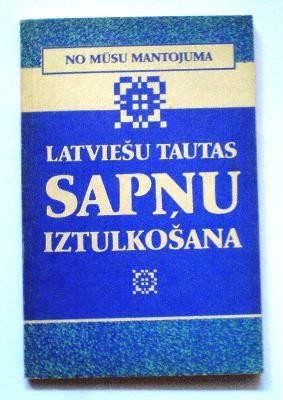 NO MŪSU MANTOJUMA
LATVIEŠU TAUTAS
SAPŅU
IZTULKOŠANA